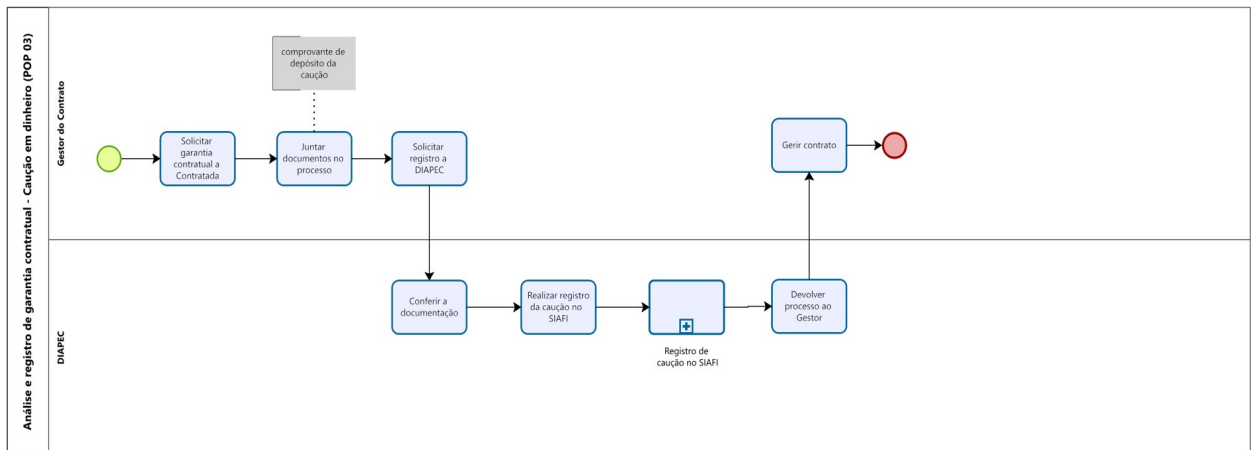 Análise e registro de garantia contratual - Caução em dinheiro (POP 03)
Gestor do Contrato
comprovante de
depósito da
caução
Solicitar
garantia
contratual a
Contratada
Juntar
documentos no
processo
Solicitar
registro a
DIAPEC
Gerir contrato
DIAPEC
Conferir a
documentação
Realizar registro
da caução no
SIAFI
Registro de
caução no SIAFI
Devolver
processo ao
Gestor